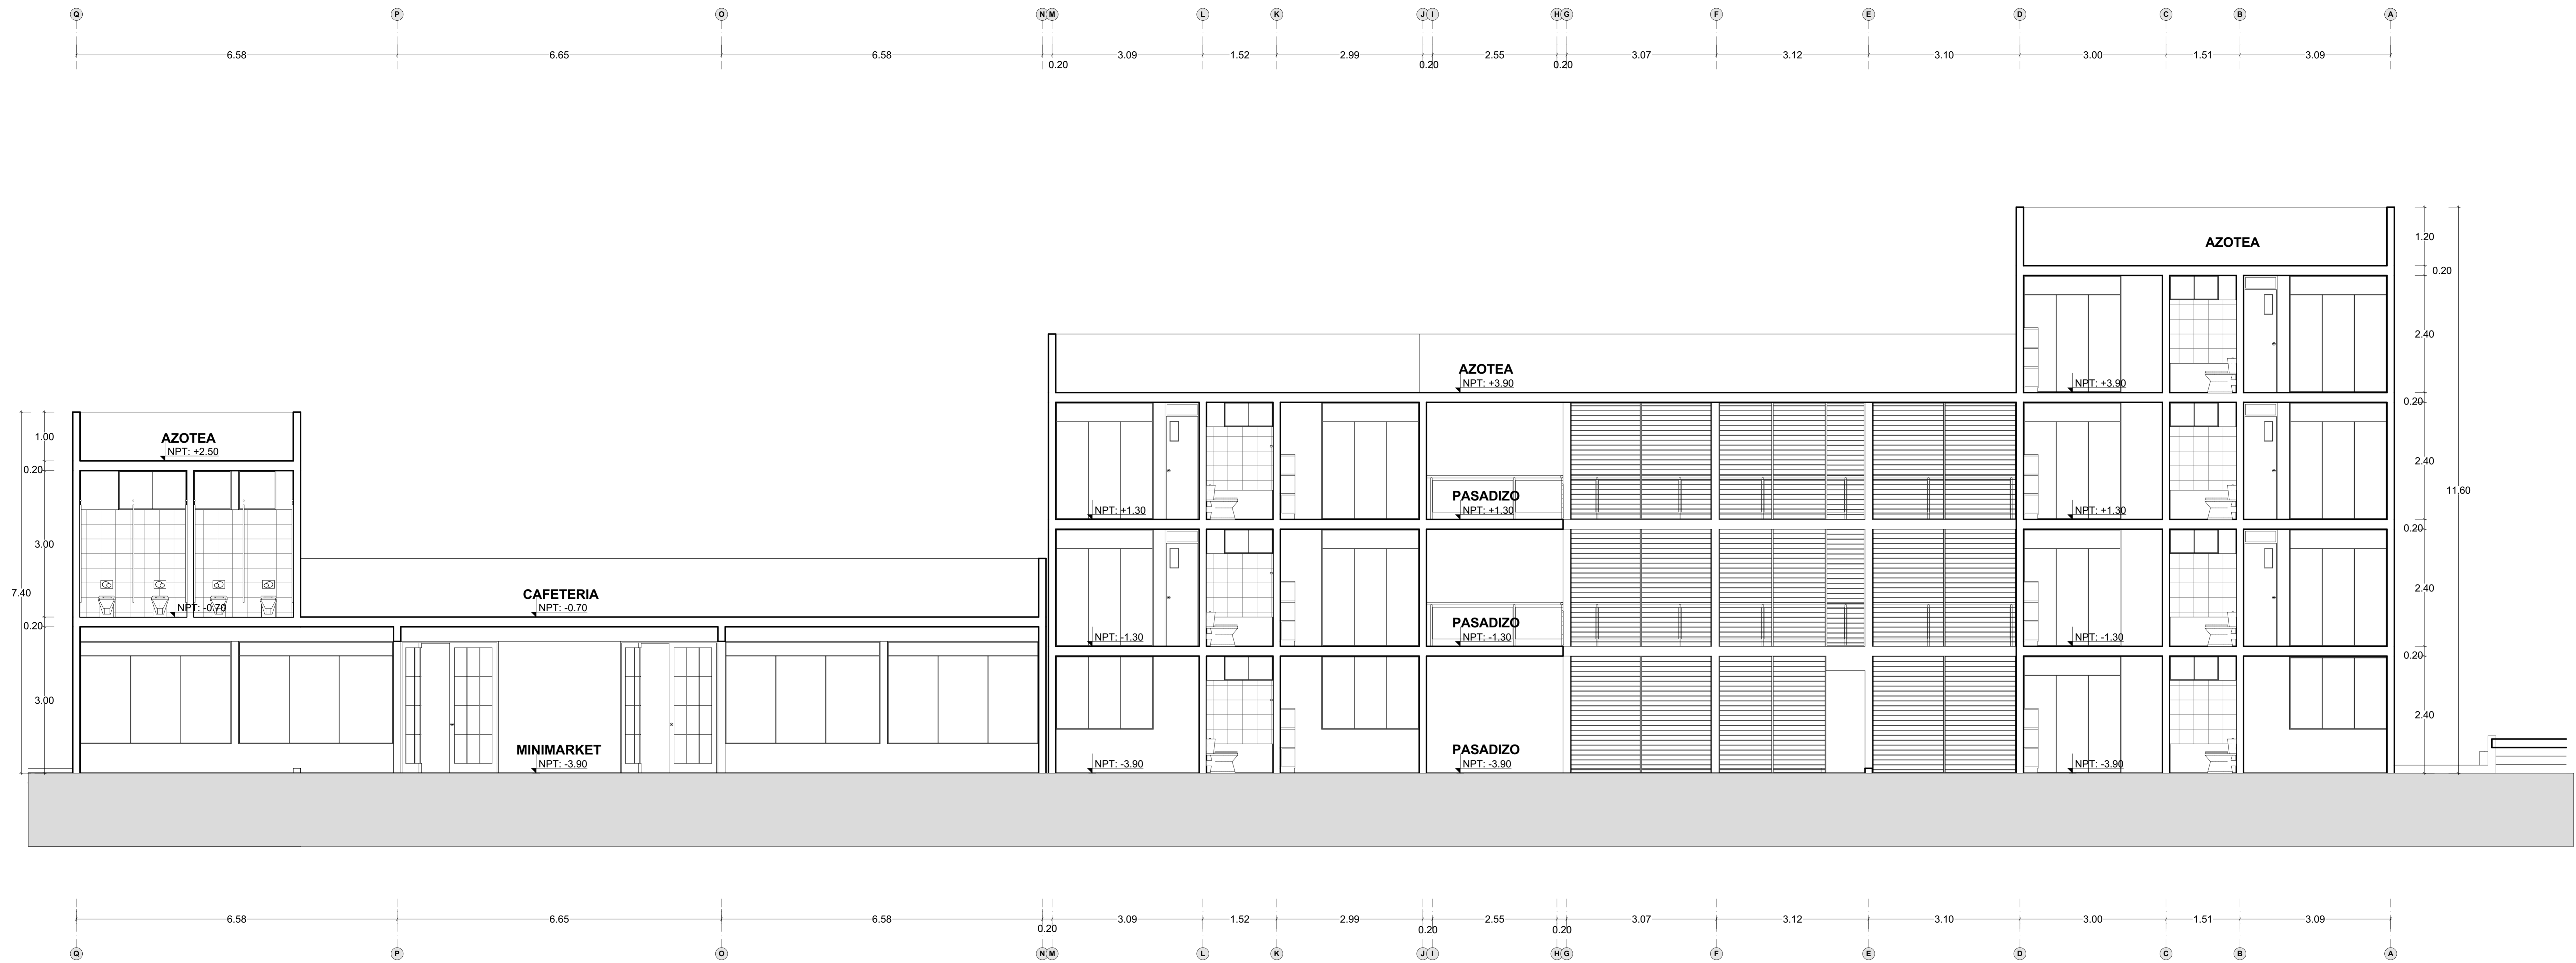 Q P O N M L K J I H G F E D C B A
6.58 6.65 6.58 3.09 1.52 2.99 2.55 3.07 3.12 3.10 3.00 1.51 3.09
0.20 0.20 0.20
1.20
AZOTEA
0.20
2.40
AZOTEA
NPT: +3.90
NPT: +3.90
0.20
1.00
AZOTEA
NPT: +2.50
0.20
2.40
11.60
PASADIZO
NPT: +1.30
NPT: +1.30
NPT: +1.30
0.20
3.00
7.40
NPT: -0.70
CAFETERIA
NPT: -0.70
2.40
0.20
PASADIZO
NPT: -1.30
NPT: -1.30
NPT: -1.30
0.20
3.00
2.40
MINIMARKET
NPT: -3.90
NPT: -3.90
PASADIZO
NPT: -3.90
NPT: -3.90
6.58 6.65 6.58 3.09 1.52 2.99 2.55 3.07 3.12 3.10 3.00 1.51 3.09
0.20 0.20 0.20
Q P O N M L K J I H G F E D C B A